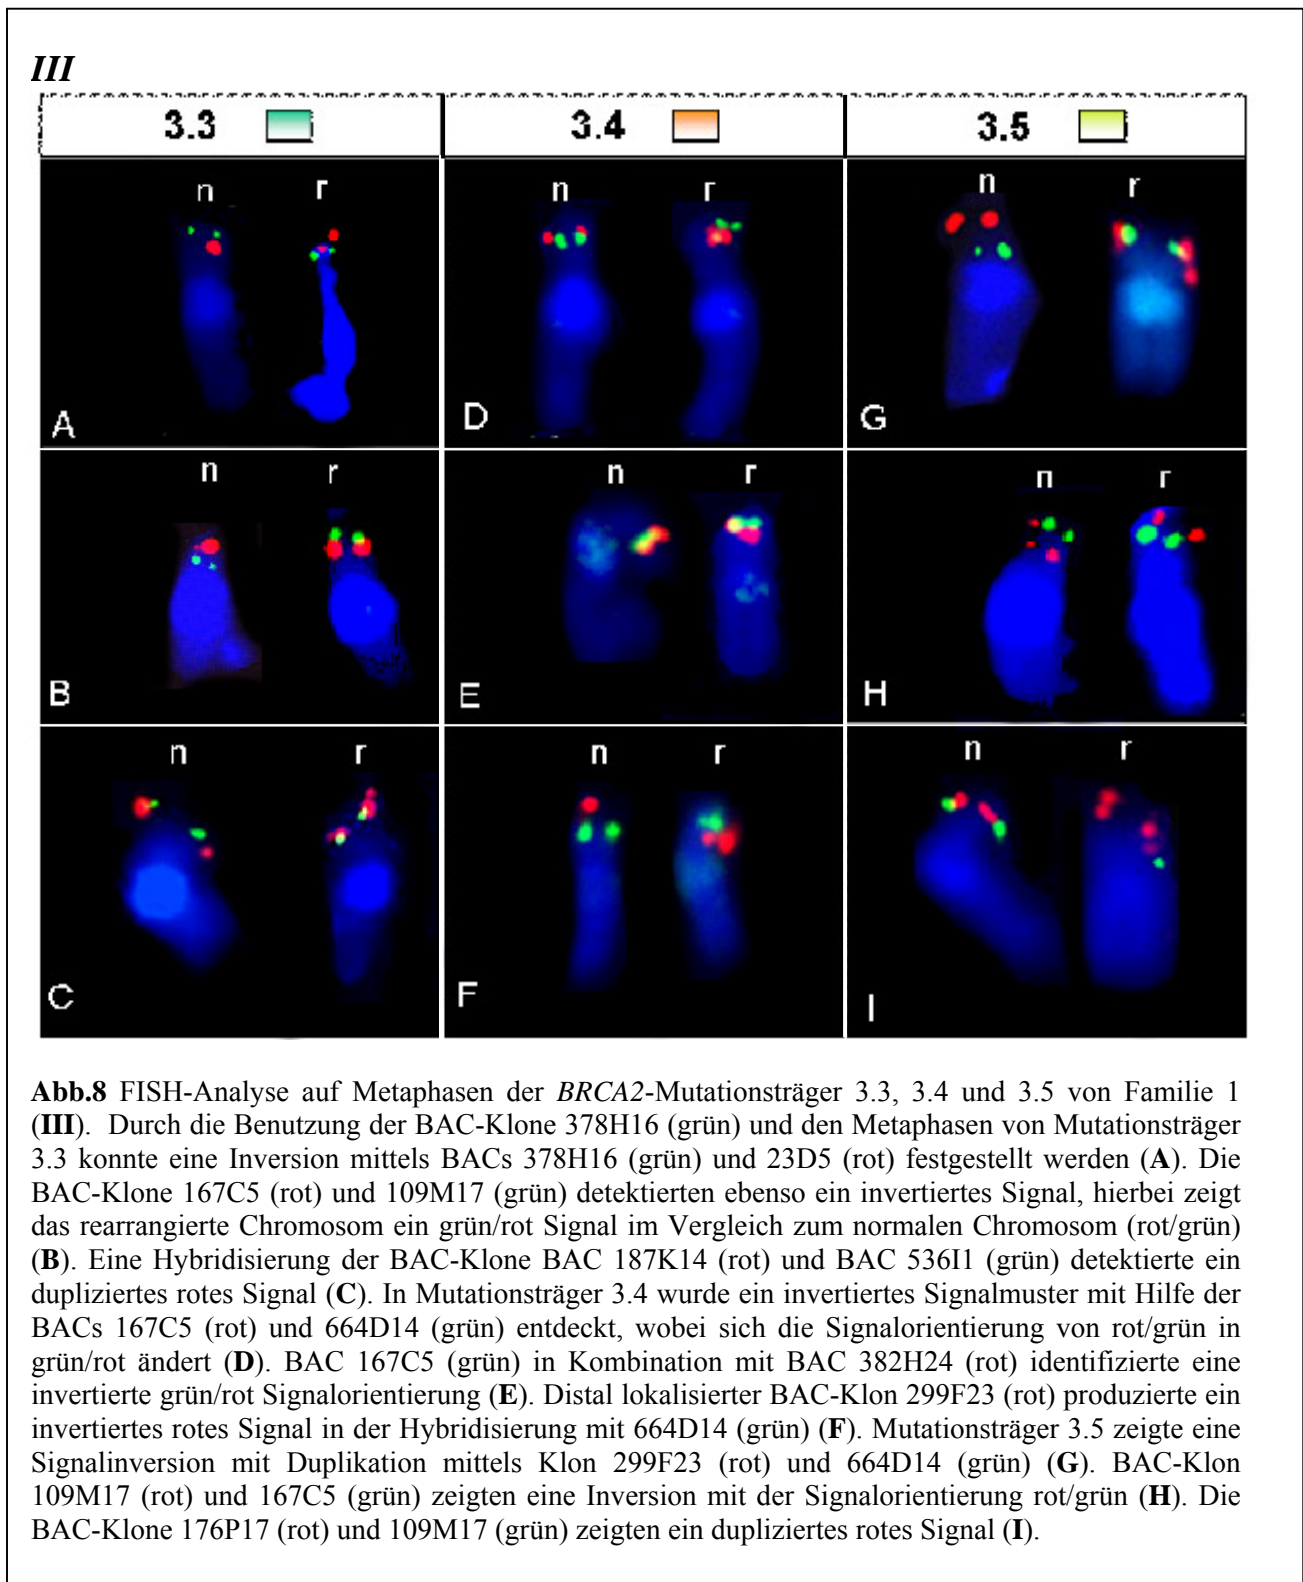 III
3.3 3.4 3.5
n r n r n r
A D G
n r n r n r
B E H
n r n r n r
C F I
Abb.8 FISH-Analyse auf Metaphasen der BRCA2-Mutationsträger 3.3, 3.4 und 3.5 von Familie 1
(III). Durch die Benutzung der BAC-Klone 378H16 (grün) und den Metaphasen von Mutationsträger
3.3 konnte eine Inversion mittels BACs 378H16 (grün) und 23D5 (rot) festgestellt werden (A). Die
BAC-Klone 167C5 (rot) und 109M17 (grün) detektierten ebenso ein invertiertes Signal, hierbei zeigt
das rearrangierte Chromosom ein grün/rot Signal im Vergleich zum normalen Chromosom (rot/grün)
(B). Eine Hybridisierung der BAC-Klone BAC 187K14 (rot) und BAC 536I1 (grün) detektierte ein
dupliziertes rotes Signal (C). In Mutationsträger 3.4 wurde ein invertiertes Signalmuster mit Hilfe der
BACs 167C5 (rot) und 664D14 (grün) entdeckt, wobei sich die Signalorientierung von rot/grün in
grün/rot ändert (D). BAC 167C5 (grün) in Kombination mit BAC 382H24 (rot) identifizierte eine
invertierte grün/rot Signalorientierung (E). Distal lokalisierter BAC-Klon 299F23 (rot) produzierte ein
invertiertes rotes Signal in der Hybridisierung mit 664D14 (grün) (F). Mutationsträger 3.5 zeigte eine
Signalinversion mit Duplikation mittels Klon 299F23 (rot) und 664D14 (grün) (G). BAC-Klon
109M17 (rot) und 167C5 (grün) zeigten eine Inversion mit der Signalorientierung rot/grün (H). Die
BAC-Klone 176P17 (rot) und 109M17 (grün) zeigten ein dupliziertes rotes Signal (I).